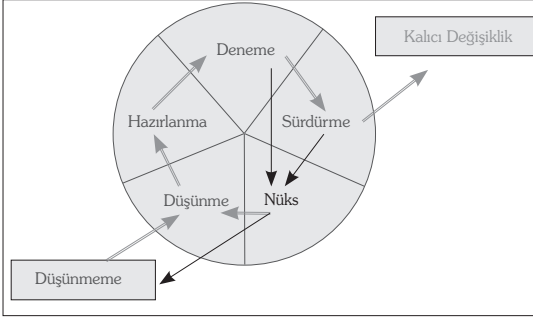 Kalıcı Değişiklik
Deneme
Hazırlanma
Sürdürme
Düşünme
Nüks
Düşünmeme